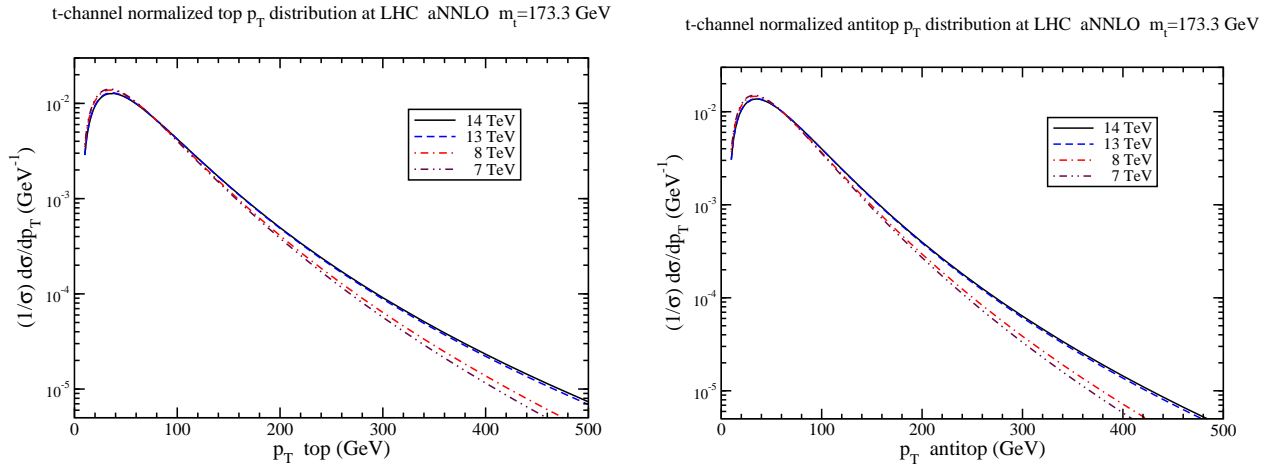 t-channel normalized top p_T distribution at LHC aNNLO m_t=173.3 GeV
(1/σ) dσ/dp_T (GeV^-1)
10^-2
10^-3
10^-4
10^-5
14 TeV
13 TeV
8 TeV
7 TeV
0 100 200 300 400 500
p_T top (GeV)
t-channel normalized antitop p_T distribution at LHC aNNLO m_t=173.3 GeV
(1/σ) dσ/dp_T (GeV^-1)
10^-2
10^-3
10^-4
10^-5
14 TeV
13 TeV
8 TeV
7 TeV
0 100 200 300 400 500
p_T antitop (GeV)